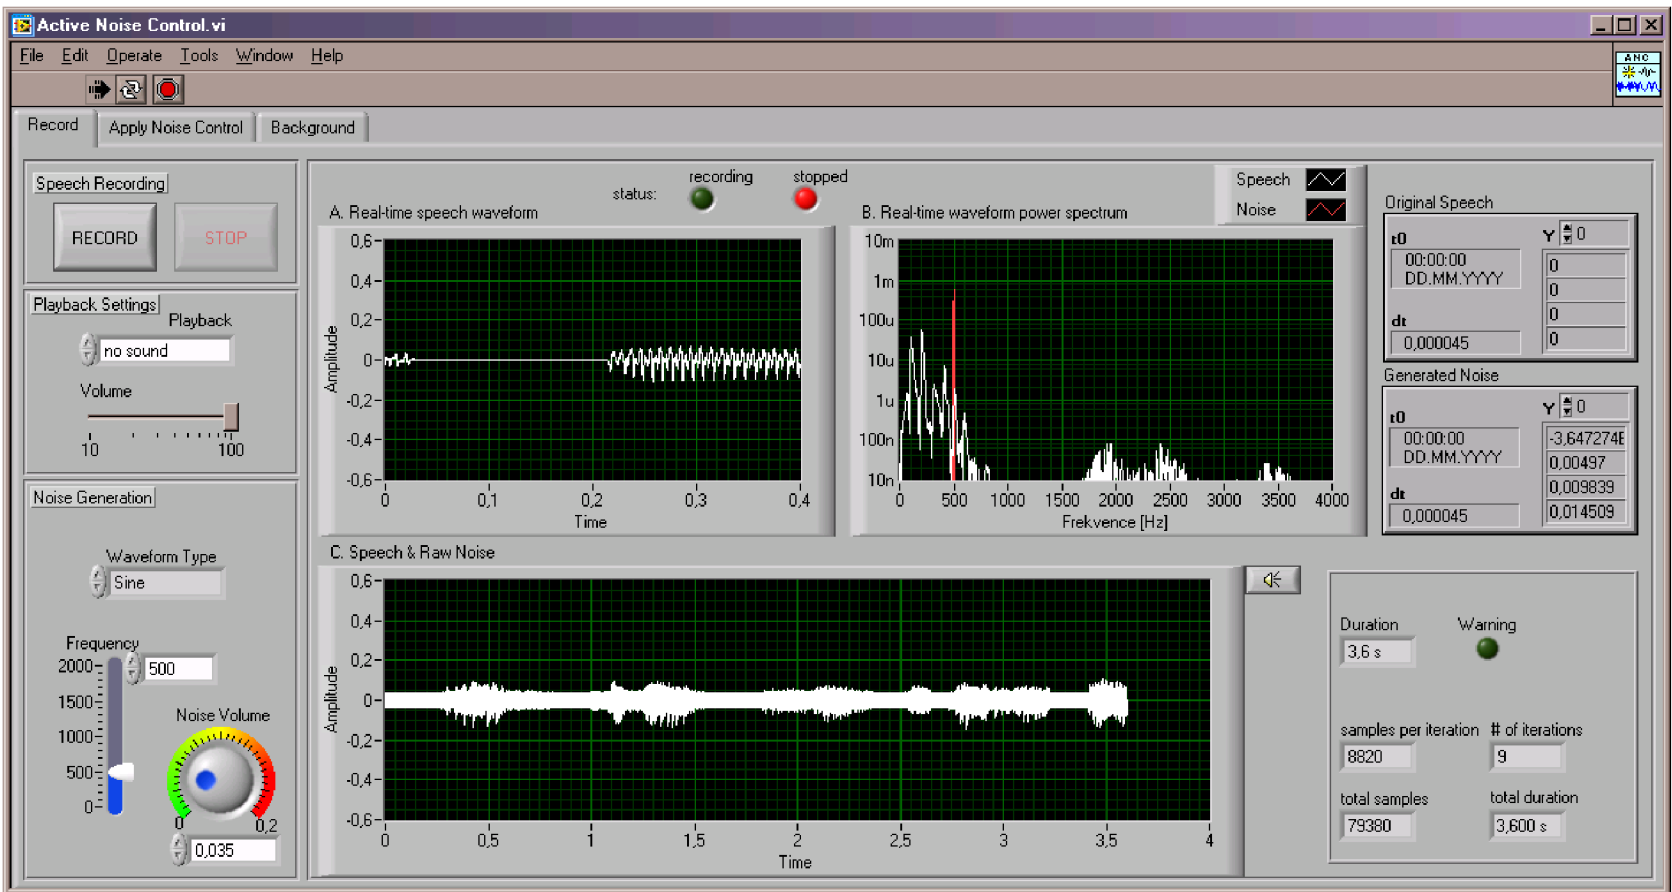 Active Noise Control.vi
File Edit Operate Tools Window Help
ANC
Record Apply Noise Control Background
Speech Recording
RECORD STOP
Playback Settings
Playback
no sound
Volume
10 100
Noise Generation
Waveform Type
Sine
Frequency
500
2000
1500
1000
500
0
Noise Volume
0 0,2
0,035
status: recording stopped
A. Real-time speech waveform
Amplitude
0,6
0,4
0,2
0
-0,2
-0,4
-0,6
0 0,1 0,2 0,3 0,4
Time
B. Real-time waveform power spectrum
Speech
Noise
10m
1m
100u
10u
1u
100n
10n
0 500 1000 1500 2000 2500 3000 3500 4000
Frekvence [Hz]
Original Speech
t0
00:00:00
DD.MM.YYYY
dt
0,000045
Y 0
0
0
0
0
Generated Noise
t0
00:00:00
DD.MM.YYYY
dt
0,000045
Y 0
-3,647274E
0,00497
0,009839
0,014509
C. Speech & Raw Noise
Amplitude
0,6
0,4
0,2
0
-0,2
-0,4
-0,6
0 0,5 1 1,5 2 2,5 3 3,5 4
Time
Duration
3,6 s
Warning
samples per iteration # of iterations
8820 9
total samples total duration
79380 3,600 s